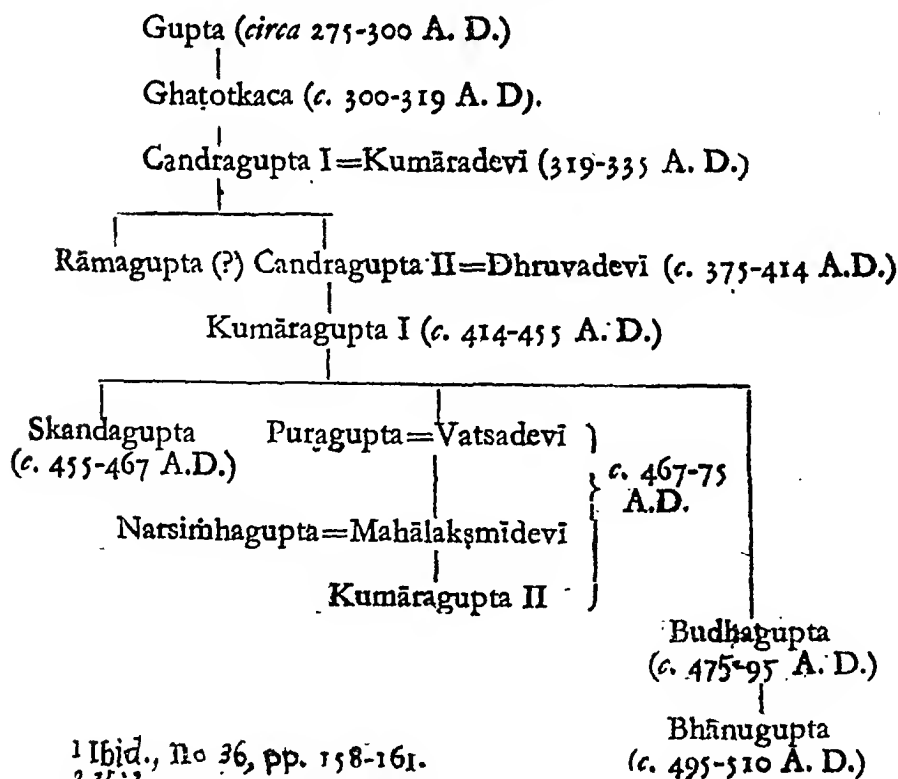 Gupta (circa 275-300 A. D.)
Ghaṭotkaca (c. 300-319 A. D).
Candragupta I=Kumāradevī (319-335 A. D.)
Rāmagupta (?) Candragupta II=Dhruvadevī (c. 375-414 A.D.)
Kumāragupta I (c. 414-455 A. D.)
Skandagupta Puragupta=Vatsadevī
(c. 455-467 A.D.) c. 467-75
A.D.
Narsiṁhagupta=Mahālakṣmīdevī
Kumāragupta II
Budhagupta
(c. 475-95 A. D.)
Bhānugupta
(c. 495-510 A. D.)
1 Ibid., no 36, pp. 158-161.